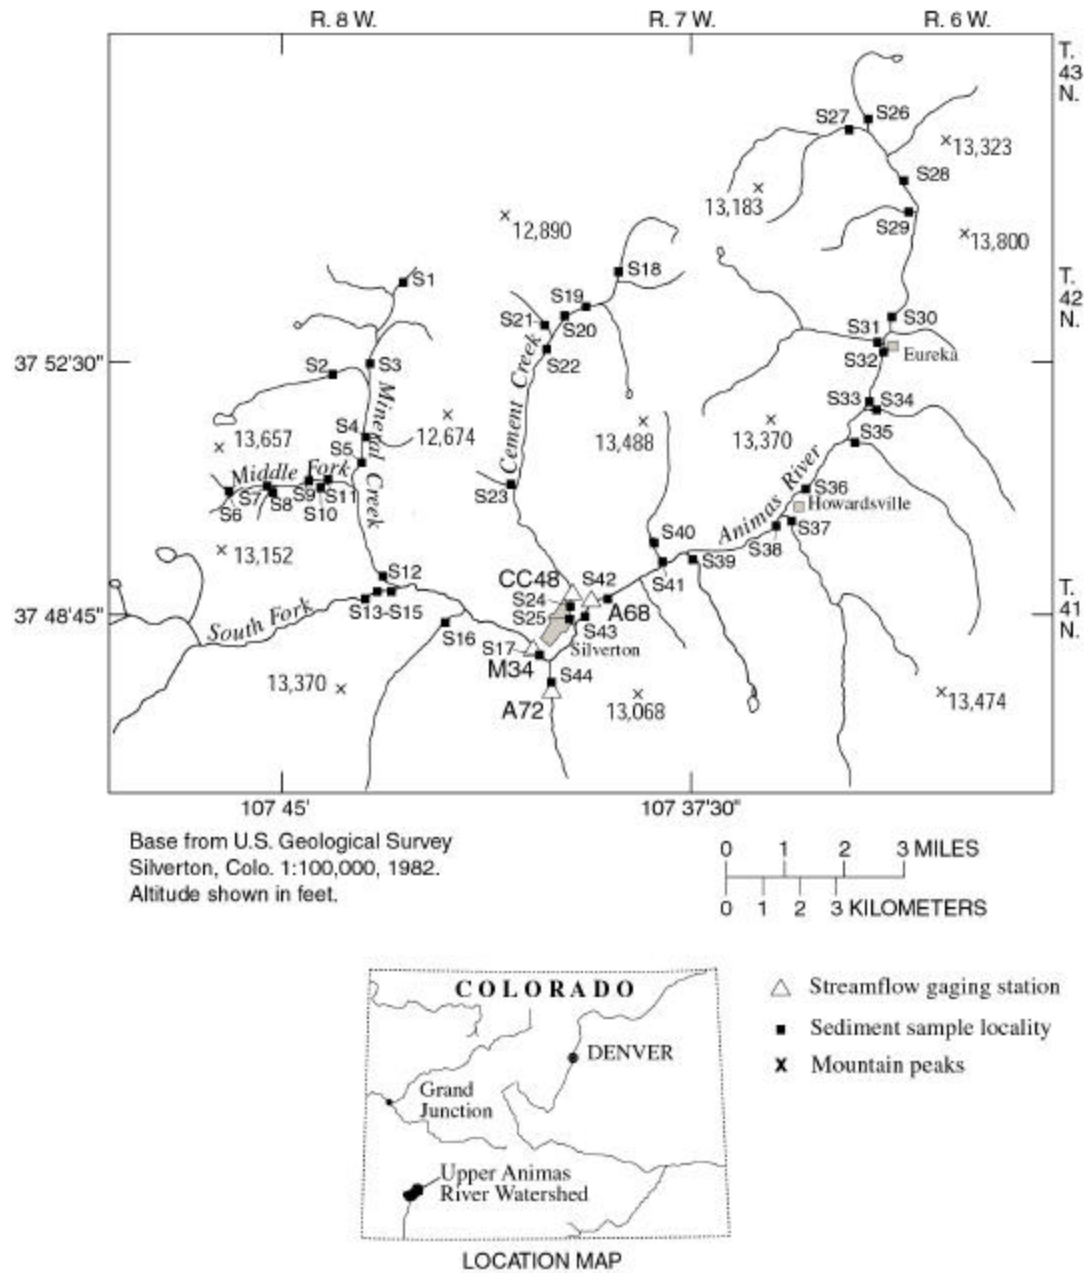 R. 8 W.
R. 7 W.
R. 6 W.
T.
43
N.
S26
S27
13,323
S28
13,183
S29
12,890
13,800
S18
S1
T.
42
N.
S19
S21
S20
S30
S31
Eureka
S32
S22
37 52'30"
S2
S3
Mineral Creek
Cement Creek
S33
S34
S4
12,674
13,488
13,370
S35
13,657
S5
Middle Fork
S6
S7
S8
S9
S10
S11
S23
Animas River
S36
Howardsville
S37
S38
13,152
S40
S39
S41
S12
CC48
S42
S24
A68
T.
41
N.
37 48'45"
South Fork
S13-S15
S25
S43
S16
S17
Silverton
M34
S44
13,370
A72
13,068
13,474
107 45'
107 37'30"
Base from U.S. Geological Survey
Silverton, Colo. 1:100,000, 1982.
Altitude shown in feet.
0 1 2 3 MILES
0 1 2 3 KILOMETERS
COLORADO
DENVER
Grand
Junction
Upper Animas
River Watershed
LOCATION MAP
Streamflow gaging station
Sediment sample locality
x Mountain peaks